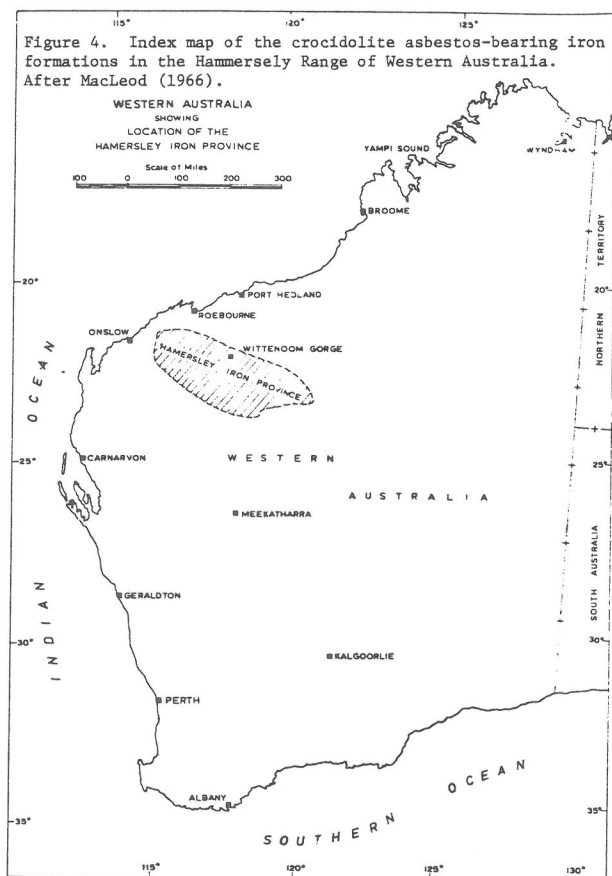 115°
120°
125°
Figure 4. Index map of the crocidolite asbestos-bearing iron
formations in the Hammersely Range of Western Australia.
After MacLeod (1966).
WESTERN AUSTRALIA
SHOWING
LOCATION OF THE
HAMERSLEY IRON PROVINCE
Scale of Miles
100 0 100 200 300
YAMPI SOUND
BROOME
NORTHERN TERRITORY
20°
20°
PORT HEDLAND
ROEBOURNE
ONSLOW
WITTENOOM GORGE
HAMERSLEY IRON PROVINCE
INDIAN OCEAN
CARNARVON
25°
25°
WESTERN
AUSTRALIA
MEEKATHARRA
SOUTH AUSTRALIA
GERALDTON
30°
30°
KALGOORLIE
PERTH
ALBANY
35°
35°
SOUTHERN OCEAN
115°
120°
125°
130°